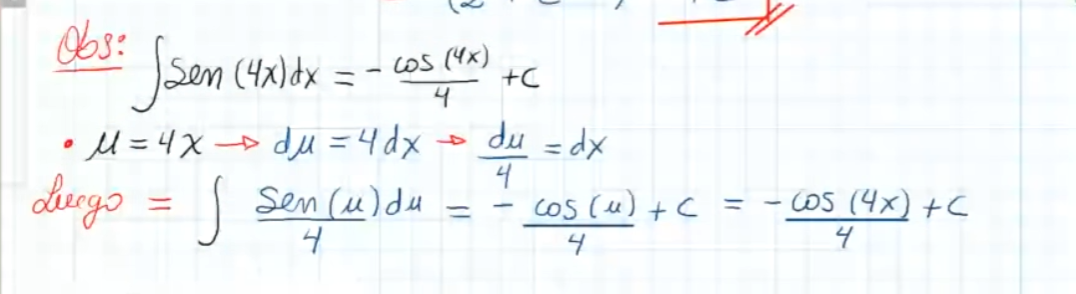 Obs:
∫ Sen (4x) dx = - cos (4x)/4 + C
• u = 4x → du = 4dx → du/4 = dx
Luego = ∫ Sen (u) du/4 = - cos (u)/4 + C = - cos (4x)/4 + C